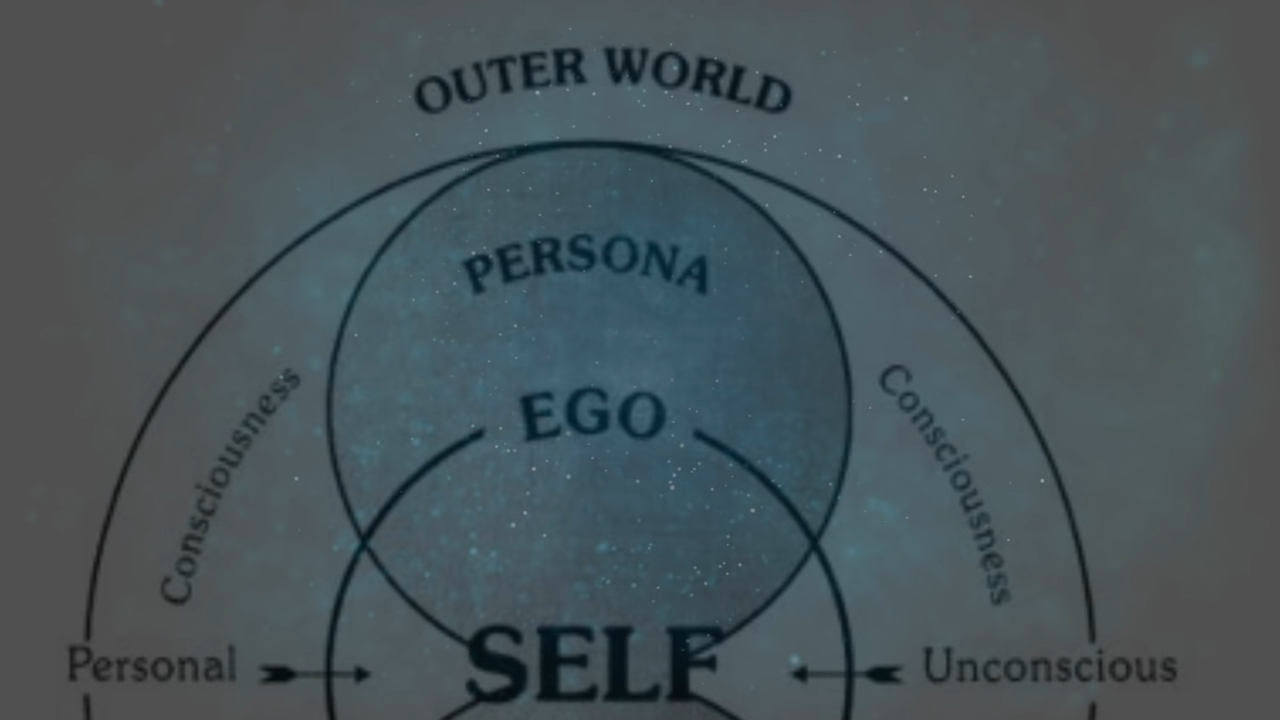 OUTER WORLD
PERSONA
EGO
Consciousness
Consciousness
SELF
Personal
Unconscious